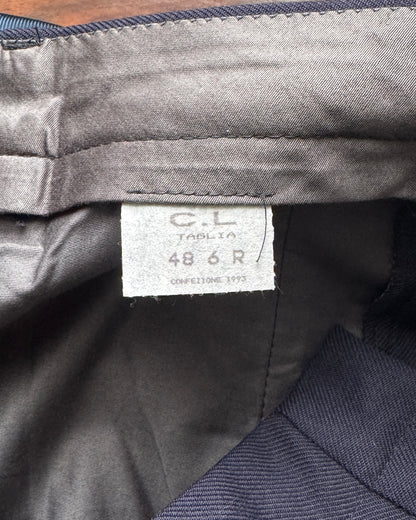 C.L
TAGLIA
48 6 R
CONFEZIONE 1993